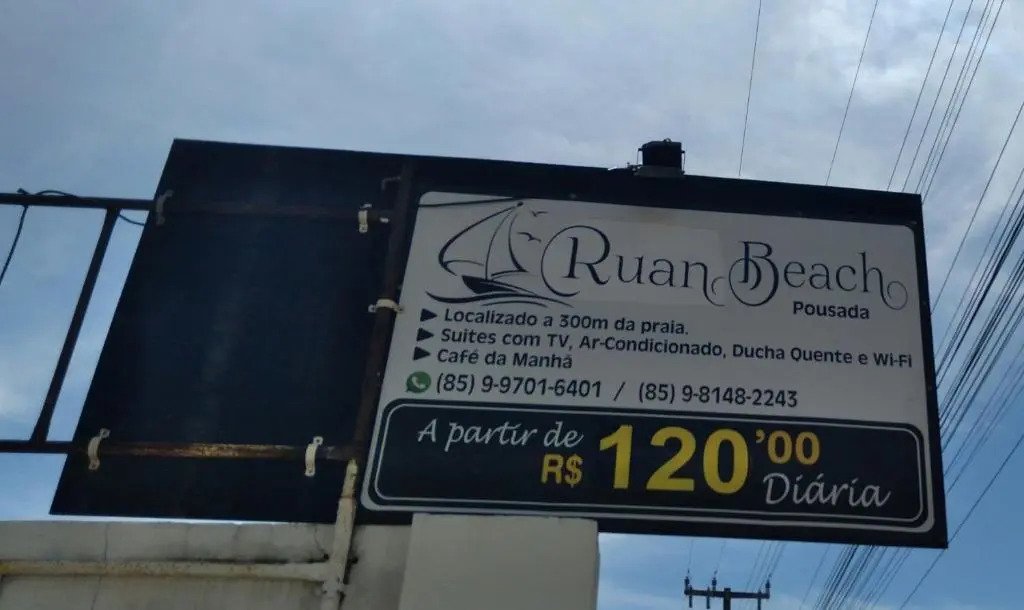 Ruan Beach
Pousada
Localizado a 300m da praia.
Suites com TV, Ar-Condicionado, Ducha Quente e Wi-Fi
Café da Manhã
(85) 9-9701-6401 / (85) 9-8148-2243
A partir de
R$ 120,'00
Diária